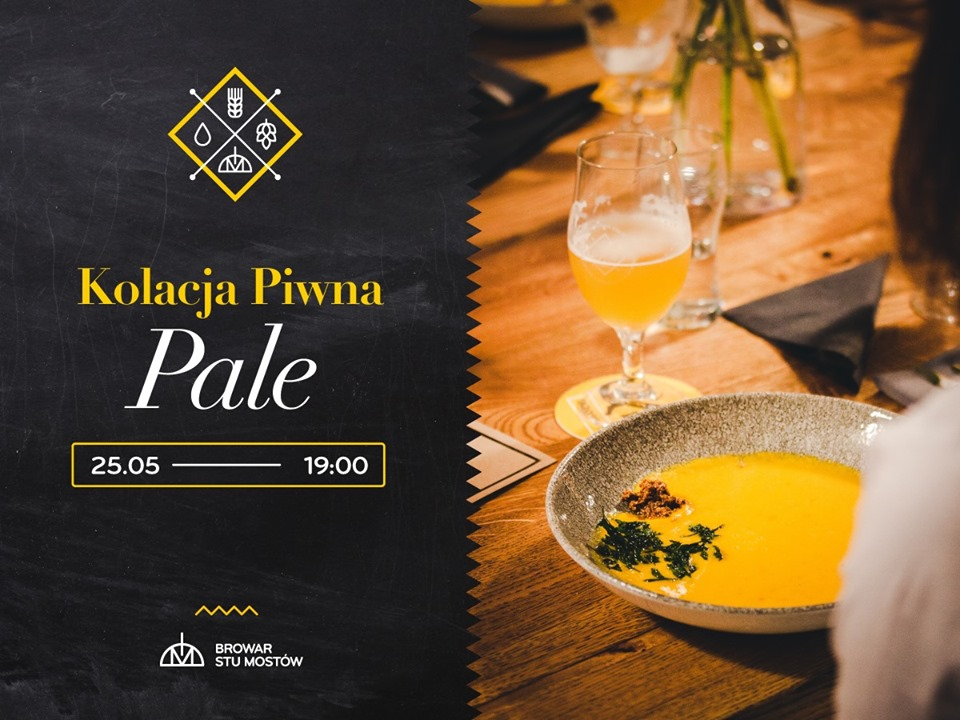 Kolacja Piwna
Pale
25.05 19:00
BROWAR
STU MOSTÓW